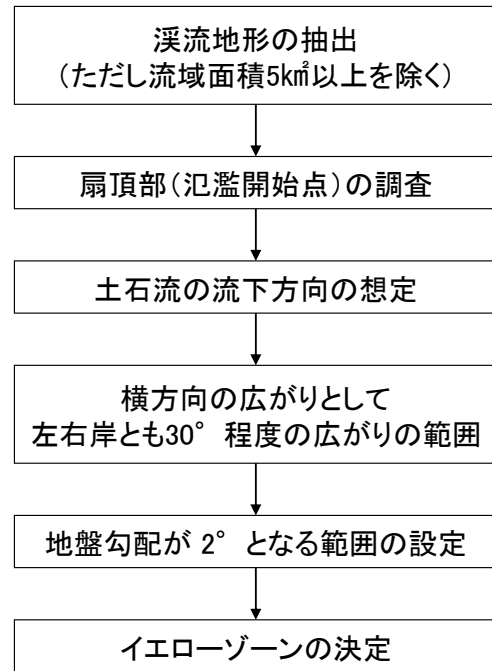 渓流地形の抽出
(ただし流域面積5㎢以上を除く)
扇頂部(氾濫開始点)の調査
土石流の流下方向の想定
横方向の広がりとして
左右岸とも30° 程度の広がりの範囲
地盤勾配が 2° となる範囲の設定
イエローゾーンの決定